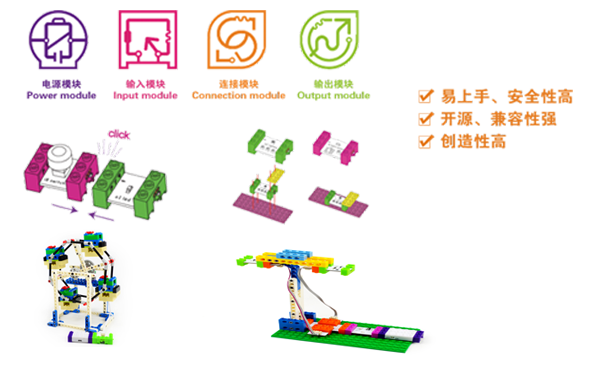 电源模块 输入模块 连接模块 输出模块
Power module Input module Connection module Output module
易上手、安全性高
开源、兼容性强
创造性高
click